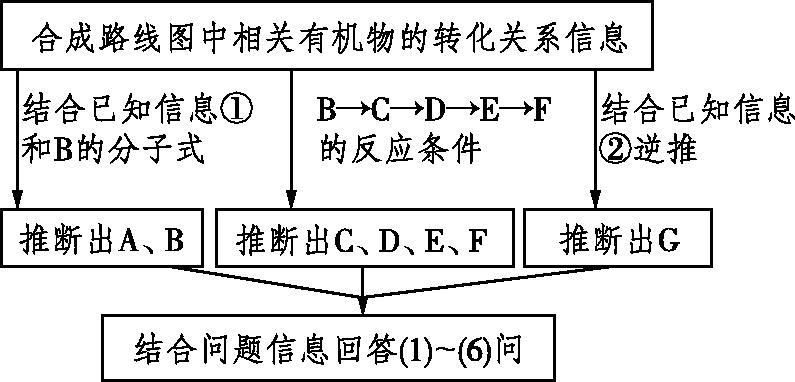 合成路线图中相关有机物的转化关系信息
结合已知信息①
和B的分子式
B→C→D→E→F
的反应条件
结合已知信息
②逆推
推断出A、B
推断出C、D、E、F
推断出G
结合问题信息回答(1)~(6)问